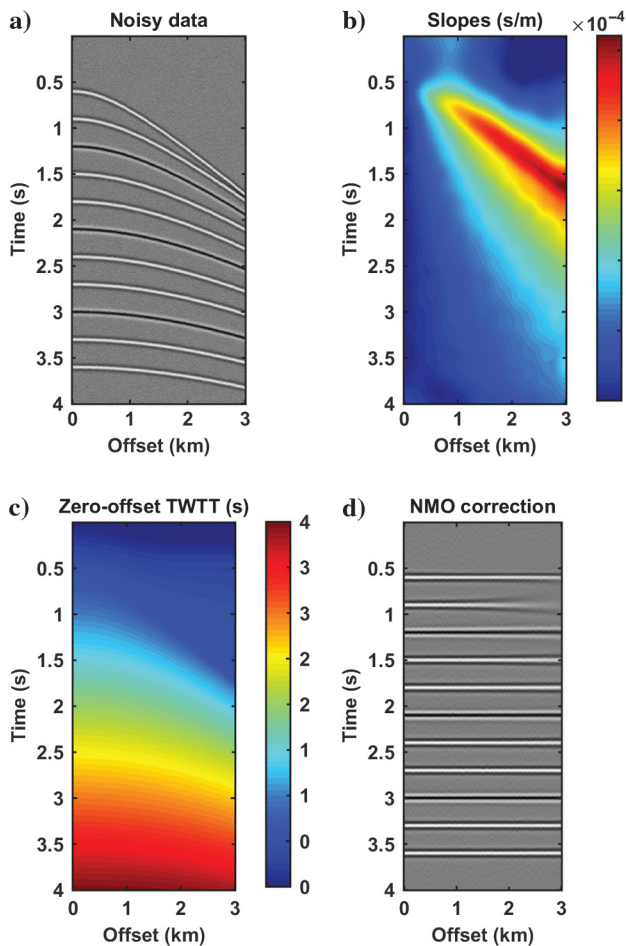 a) Noisy data
0.5
1
1.5
2
2.5
3
3.5
4
Time (s)
0 1 2 3
Offset (km)
b) Slopes (s/m) ×10⁻⁴
0.5
1
1.5
2
2.5
3
3.5
4
Time (s)
0 1 2 3
Offset (km)
c) Zero-offset TWTT (s)
0.5
1
1.5
2
2.5
3
3.5
4
Time (s)
0 1 2 3
Offset (km)
4
3
3
2
2
1
1
0
0
d) NMO correction
0.5
1
1.5
2
2.5
3
3.5
4
Time (s)
0 1 2 3
Offset (km)